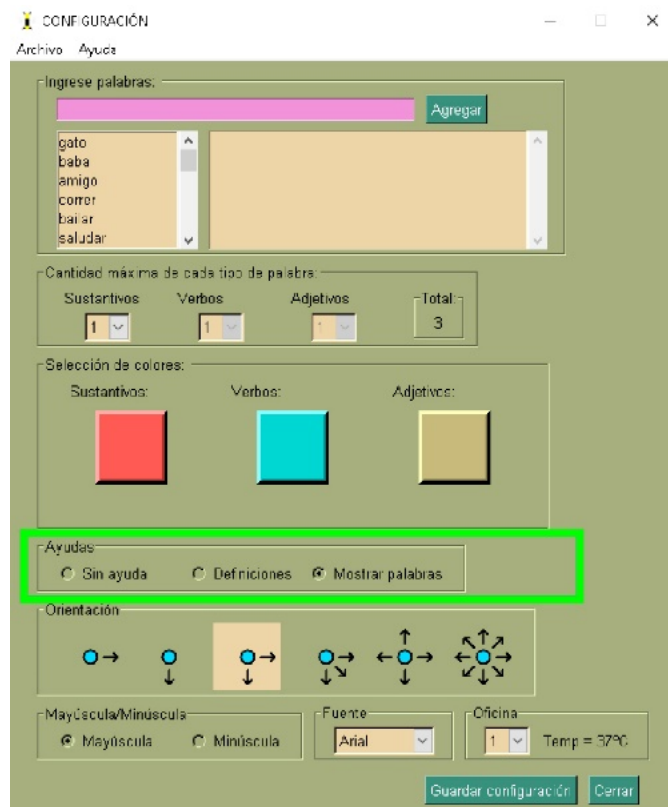 CONFIGURACIÓN
Archivo Ayuda
Ingrese palabras:
Agregar
gato
baba
amigo
correr
bailar
saludar
Cantidad máxima de cada tipo de palabra:
Sustantivos Verbos Adjetivos Total:
1 1 1 3
Selección de colores:
Sustantivos: Verbos: Adjetivos:
Ayudas
Sin ayuda Definiciones Mostrar palabras
Orientación
Mayúscula/Minúscula Fuente Oficina
Mayúscula Minúscula Arial 1 Temp = 37ºC
Guardar configuración Cerrar